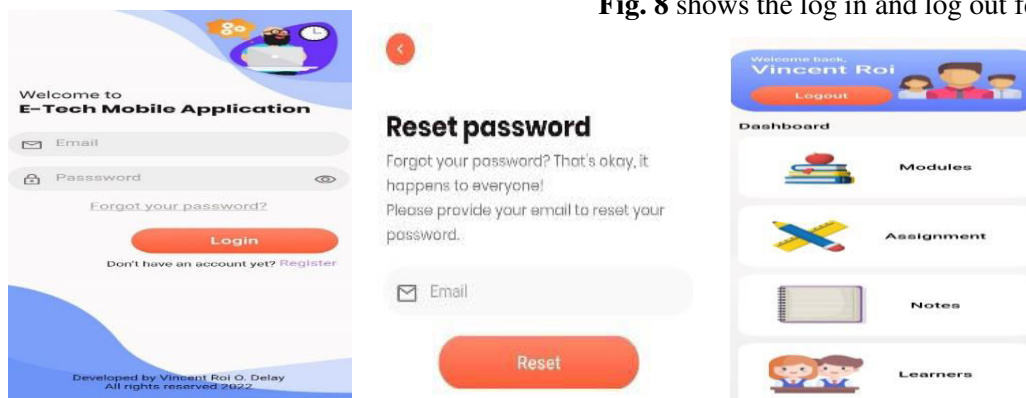 Fig. 8 shows the log in and log out
Welcome to
E-Tech Mobile Application
Email
Passsword
Forgot your password?
Login
Don't have an account yet? Register
Developed by Vincent Roi O. Delay
All rights reserved 2022
Reset password
Forgot your password? That's okay, it
happens to everyone!
Please provide your email to reset your
password.
Email
Reset
Welcome back,
Vincent Roi
Logout
Dashboard
Modules
Assignment
Notes
Learners